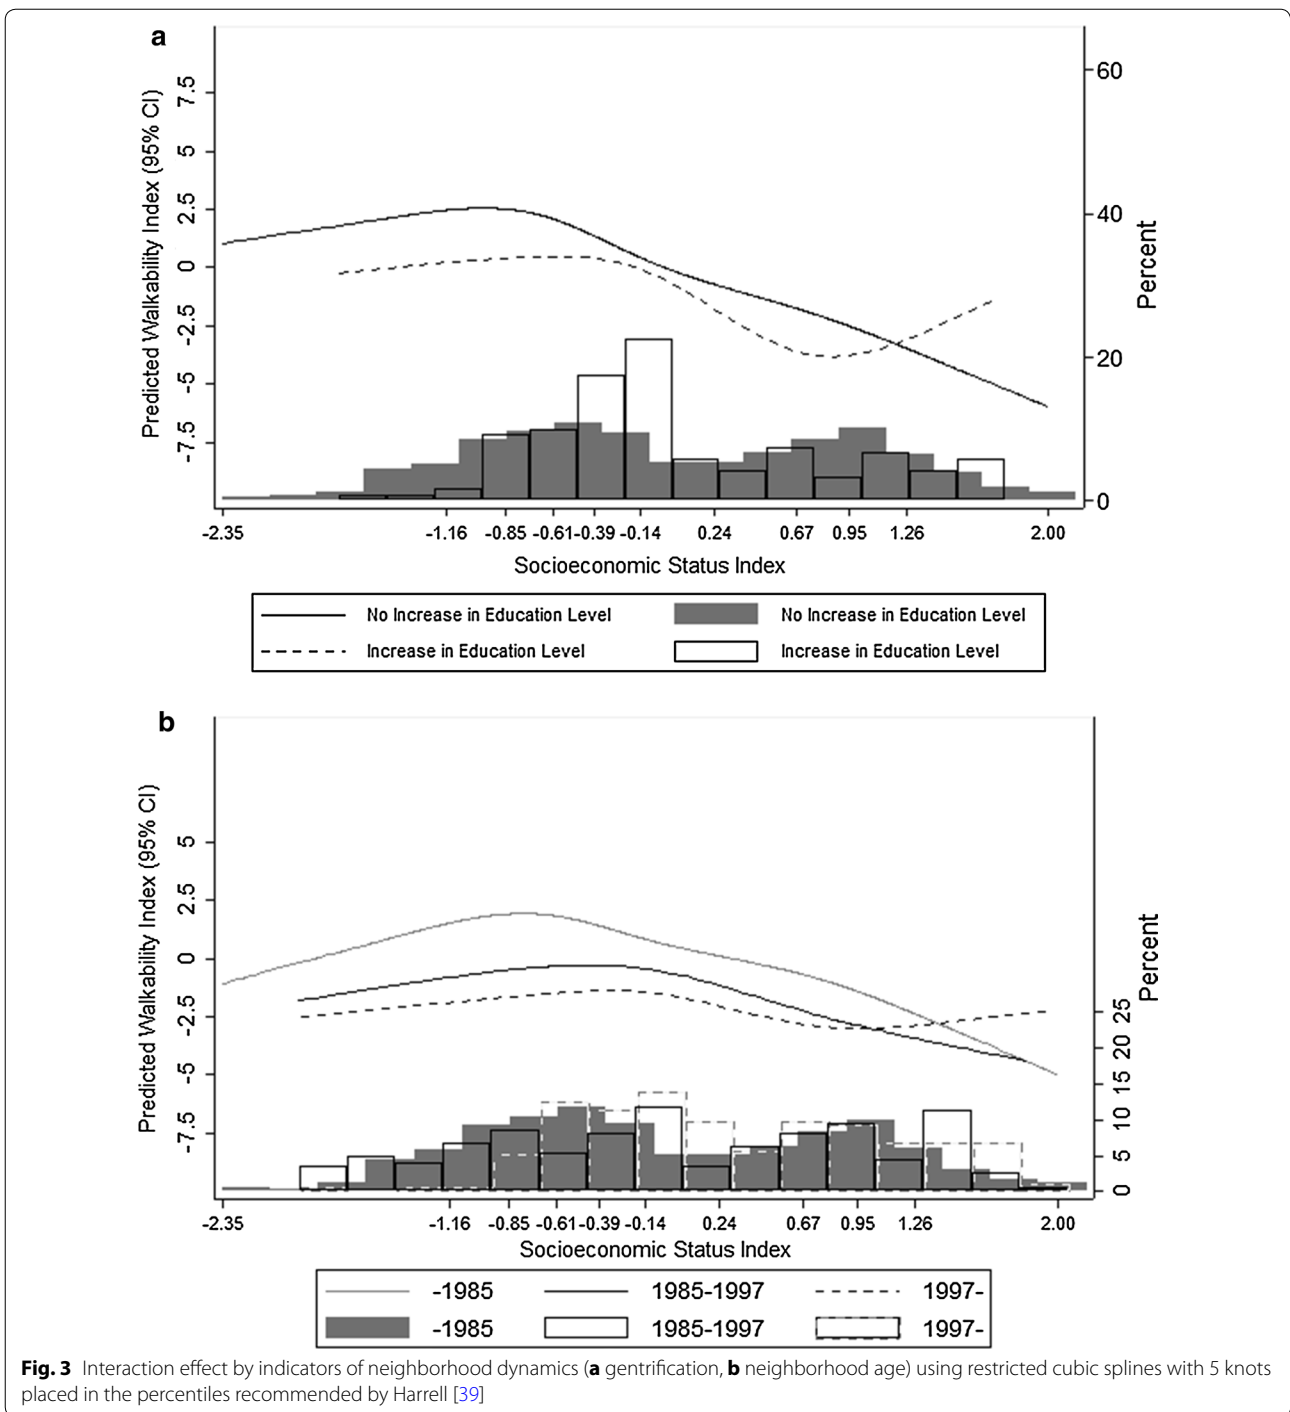 a
Predicted Walkability Index (95% CI)
7.5
5
2.5
0
-2.5
-5
-7.5
60
40
20
0
Percent
-2.35 -1.16 -0.85 -0.61 -0.39 -0.14 0.24 0.67 0.95 1.26 2.00
Socioeconomic Status Index
No Increase in Education Level No Increase in Education Level
Increase in Education Level Increase in Education Level
b
Predicted Walkability Index (95% CI)
5
2.5
0
-2.5
-5
-7.5
Percent
25
20
15
10
5
0
-2.35 -1.16 -0.85 -0.61 -0.39 -0.14 0.24 0.67 0.95 1.26 2.00
Socioeconomic Status Index
-1985 1985-1997 1997-
-1985 1985-1997 1997-
Fig. 3 Interaction effect by indicators of neighborhood dynamics (a gentrification, b neighborhood age) using restricted cubic splines with 5 knots
placed in the percentiles recommended by Harrell [39]